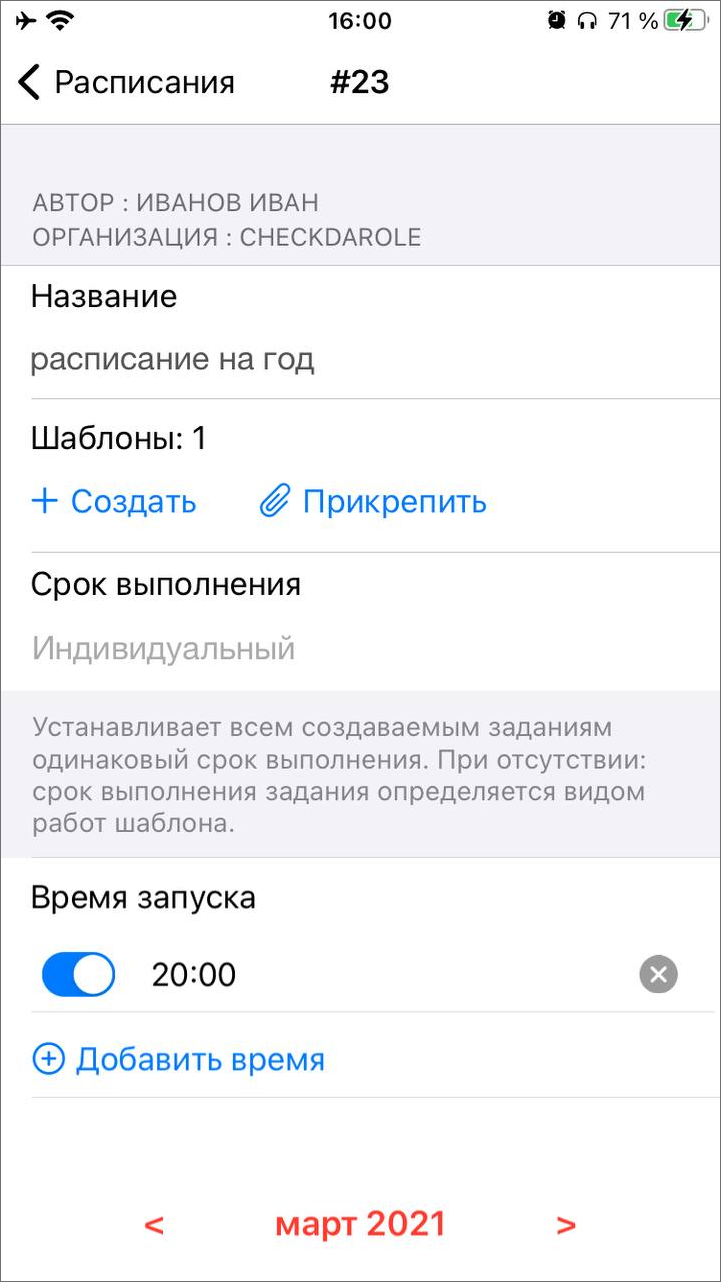 16:00 71 %
Расписания #23
АВТОР : ИВАНОВ ИВАН
ОРГАНИЗАЦИЯ : CHECKDAROLE
Название
расписание на год
Шаблоны: 1
+ Создать Прикрепить
Срок выполнения
Индивидуальный
Устанавливает всем создаваемым заданиям
одинаковый срок выполнения. При отсутствии:
срок выполнения задания определяется видом
работ шаблона.
Время запуска
20:00
Добавить время
< март 2021 >